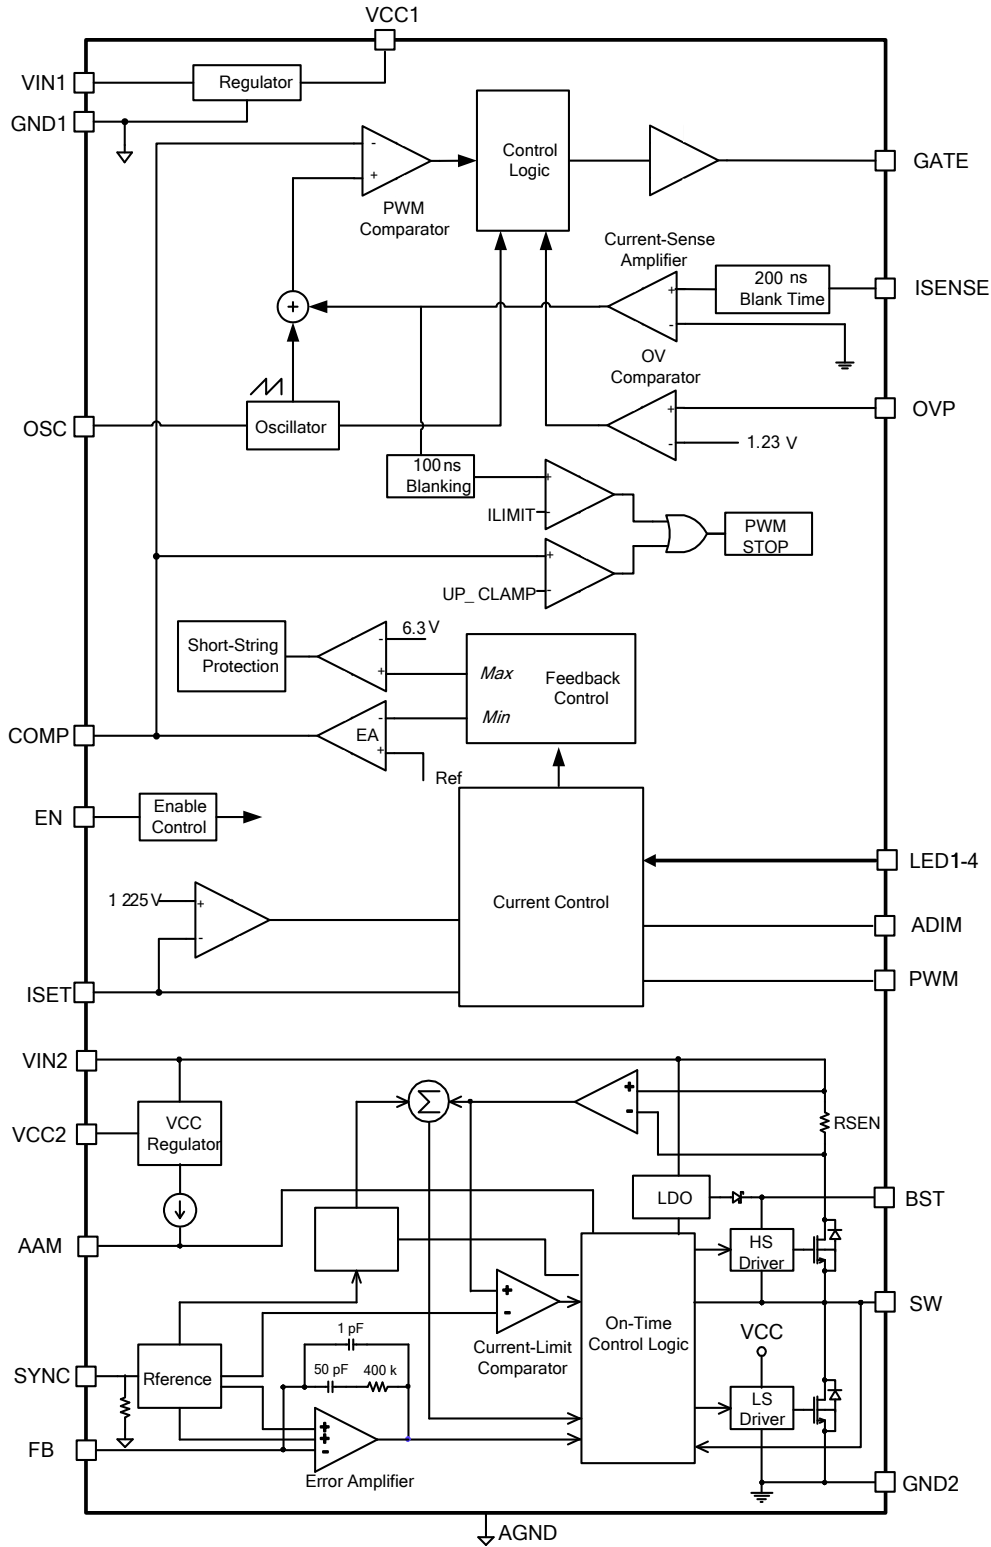 VCC1
VIN1
Regulator
GND1
-
+
PWM
Comparator
Control
Logic
GATE
Current-Sense
Amplifier
+
-
200 ns
Blank Time
ISENSE
+
OV
Comparator
+
-
1.23 V
OVP
OSC
Oscillator
100ns
Blanking
+
ILIMIT
-
PWM
STOP
+
UP_ CLAMP
-
Short-String
Protection
6.3 V
-
+
Max
Min
Feedback
Control
COMP
EA
-
+
Ref
EN
Enable
Control
LED1-4
1 225V
+
-
Current Control
ADIM
PWM
ISET
VIN2
VCC2
VCC
Regulator
Σ
+
-
RSEN
LDO
BST
AAM
HS
Driver
+
-
Current-Limit
Comparator
On-Time
Control Logic
SW
VCC
SYNC
Rference
1 pF
50 pF
400 k
LS
Driver
FB
+
+
-
Error Amplifier
GND2
AGND